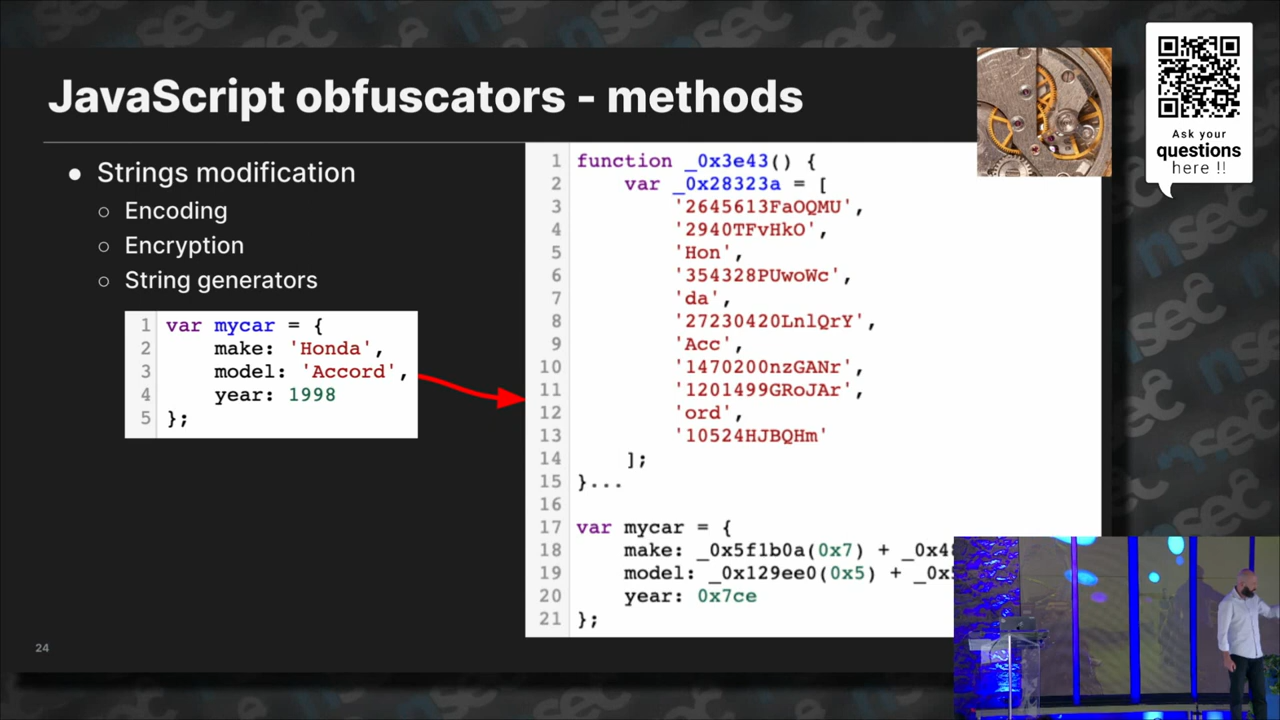 JavaScript obfuscators - methods
● Strings modification
○ Encoding
○ Encryption
○ String generators
1 var mycar = {
2 make: 'Honda',
3 model: 'Accord',
4 year: 1998
5 };
1 function _0x3e43() {
2 var _0x28323a = [
3 '2645613FaOQMU',
4 '2940TFvHkO',
5 'Hon',
6 '354328PUwoWc',
7 'da',
8 '27230420LnlQrY',
9 'Acc',
10 '1470200nzGANr',
11 '1201499GRoJAr',
12 'ord',
13 '10524HJBQHm'
14 ];
15 }...
16
17 var mycar = {
18 make: _0x5f1b0a(0x7) + _0x4
19 model: _0x129ee0(0x5) + _0x
20 year: 0x7ce
21 };
24
Ask your
questions
here !!
nsec
nsec
nsec